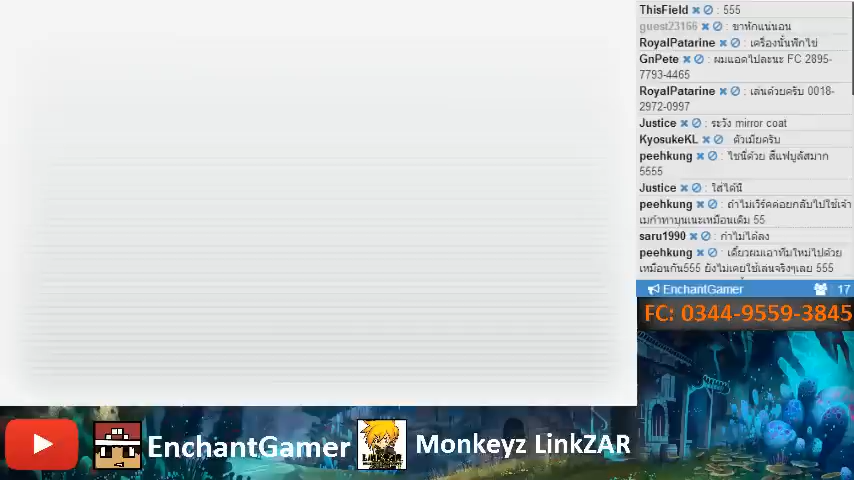 ThisField : 555
guest23166 : ขาหักแน่นอน
RoyalPatarine : เครื่องนั้นฟักไข่
GnPete : ผมแอดไปละนะ FC 2895-
7793-4465
RoyalPatarine : เล่นด้วยครับ 0018-
2972-0997
Justice : ระวัง mirror coat
KyosukeKL : ตัวเมียครับ
peehkung : ไชนี่ด้วย สีแฟบูลัสมาก
5555
Justice : ใส่ได้นี่
peehkung : ถ้าไม่เวิร์คค่อยกลับไปใช้เจ้า
เมก้าทาบุนเนะเหมือนเดิม 55
saru1990 : ก้าไม่ได้ลง
peehkung : เดี๋ยวผมเอาทีมใหม่ไปด้วย
เหมือนกัน555 ยังไม่เคยใช้เล่นจริงๆเลย 555
EnchantGamer 17
FC: 0344-9559-3845
EnchantGamer
Monkeyz LinkZAR